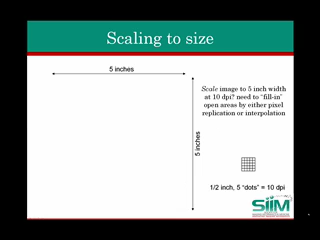 Scaling to size
5 inches
Scale image to 5 inch width
at 10 dpi? need to "fill-in"
open areas by either pixel
replication or interpolation
5 inches
1/2 inch, 5 "dots" = 10 dpi
SIIM